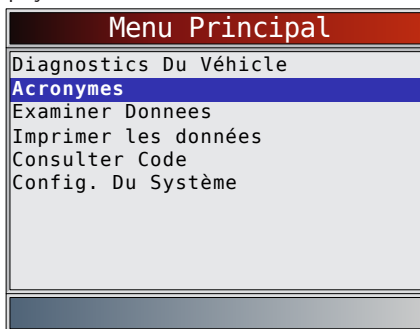 Menu Principal
Diagnostics Du Véhicle
Acronymes
Examiner Donnees
Imprimer les données
Consulter Code
Config. Du Système